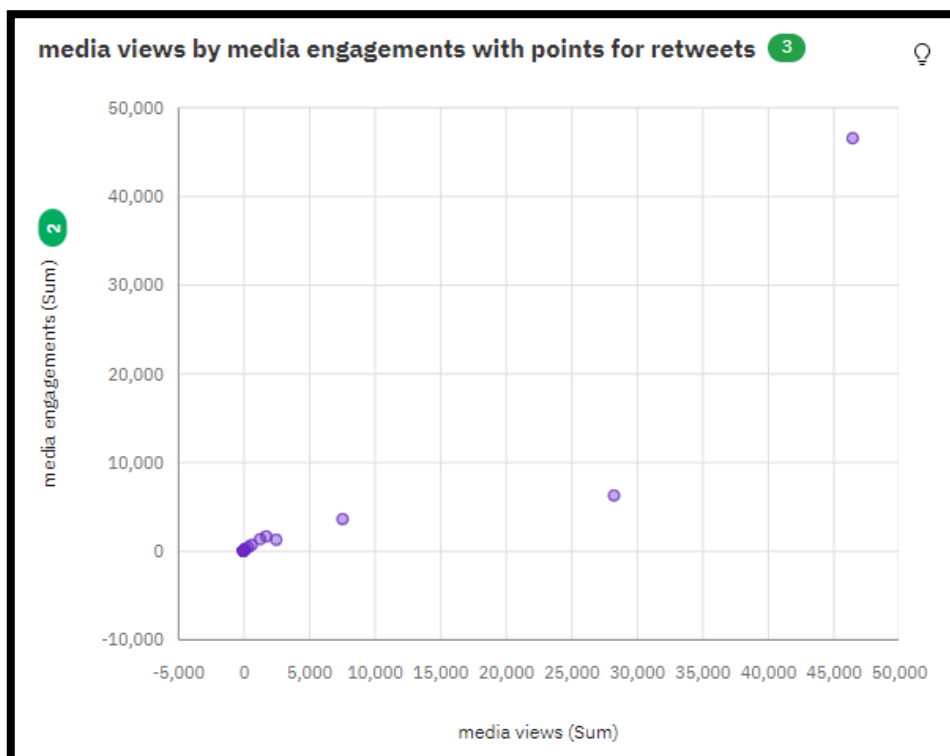 media views by media engagements with points for retweets 3
50,000
40,000
30,000
20,000
10,000
0
-10,000
media engagements (Sum) 2
-5,000 0 5,000 10,000 15,000 20,000 25,000 30,000 35,000 40,000 45,000 50,000
media views (Sum)